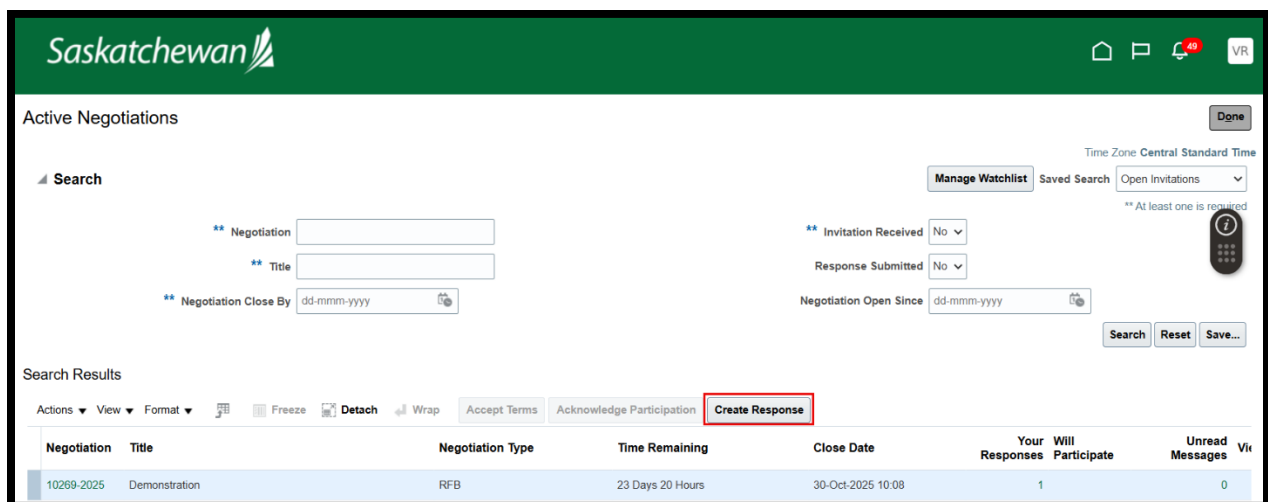 Saskatchewan
49
VR
Active Negotiations
Done
Time Zone Central Standard Time
Search
Manage Watchlist Saved Search Open Invitations
** At least one is required
** Negotiation
** Invitation Received No
** Title
Response Submitted No
** Negotiation Close By dd-mmm-yyyy
Negotiation Open Since dd-mmm-yyyy
Search Reset Save...
Search Results
Actions View Format Freeze Detach Wrap Accept Terms Acknowledge Participation Create Response
Negotiation Title Negotiation Type Time Remaining Close Date Your Responses Will Participate Unread Messages Vie
10269-2025 Demonstration RFB 23 Days 20 Hours 30-Oct-2025 10:08 1 0